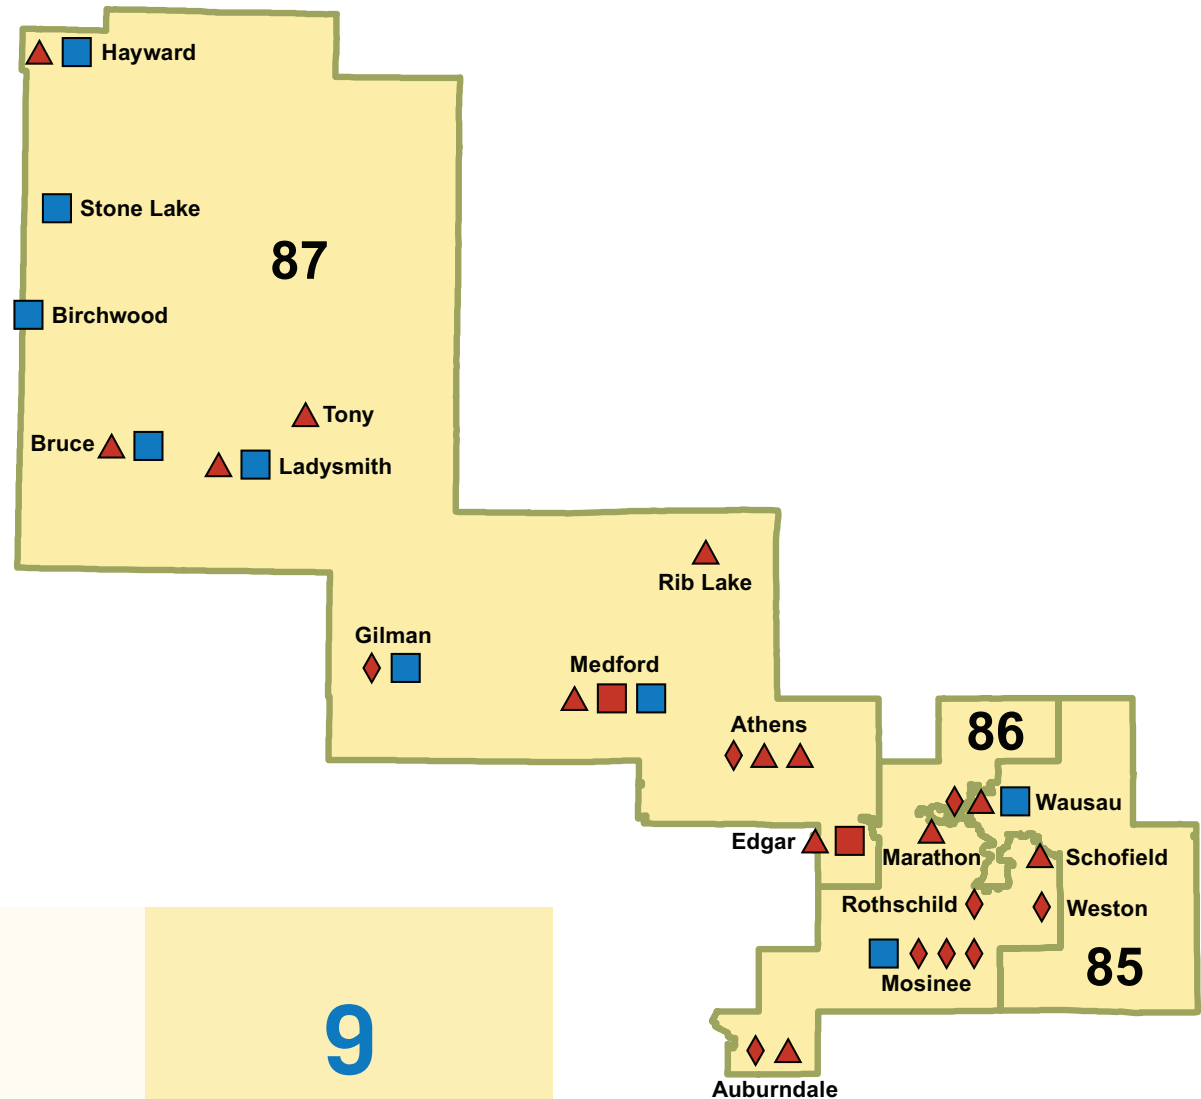 Hayward
Stone Lake
87
Birchwood
Tony
Bruce
Ladysmith
Rib Lake
Gilman
Medford
Athens
86
Wausau
Edgar
Marathon
Schofield
Rothschild
Weston
85
Mosinee
9
Auburndale